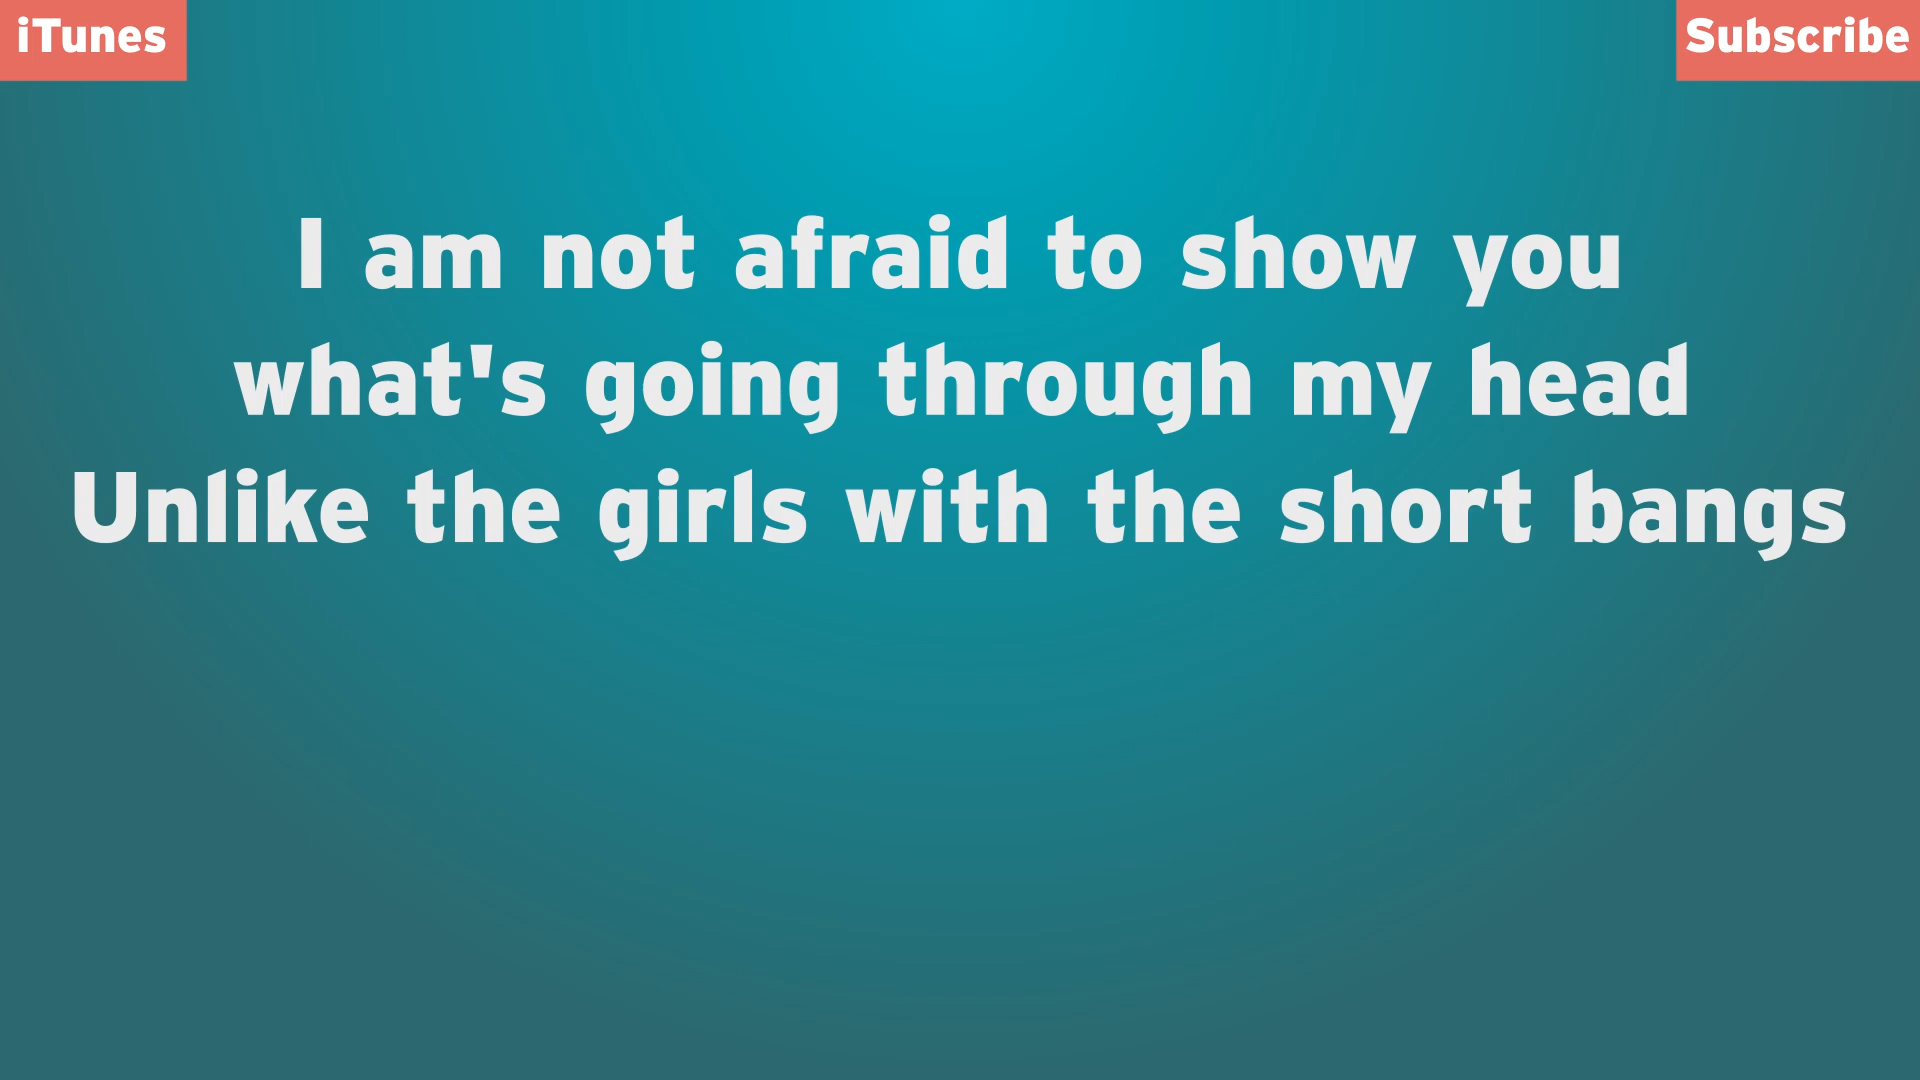 iTunes
Subscribe
I am not afraid to show you
what's going through my head
Unlike the girls with the short bangs